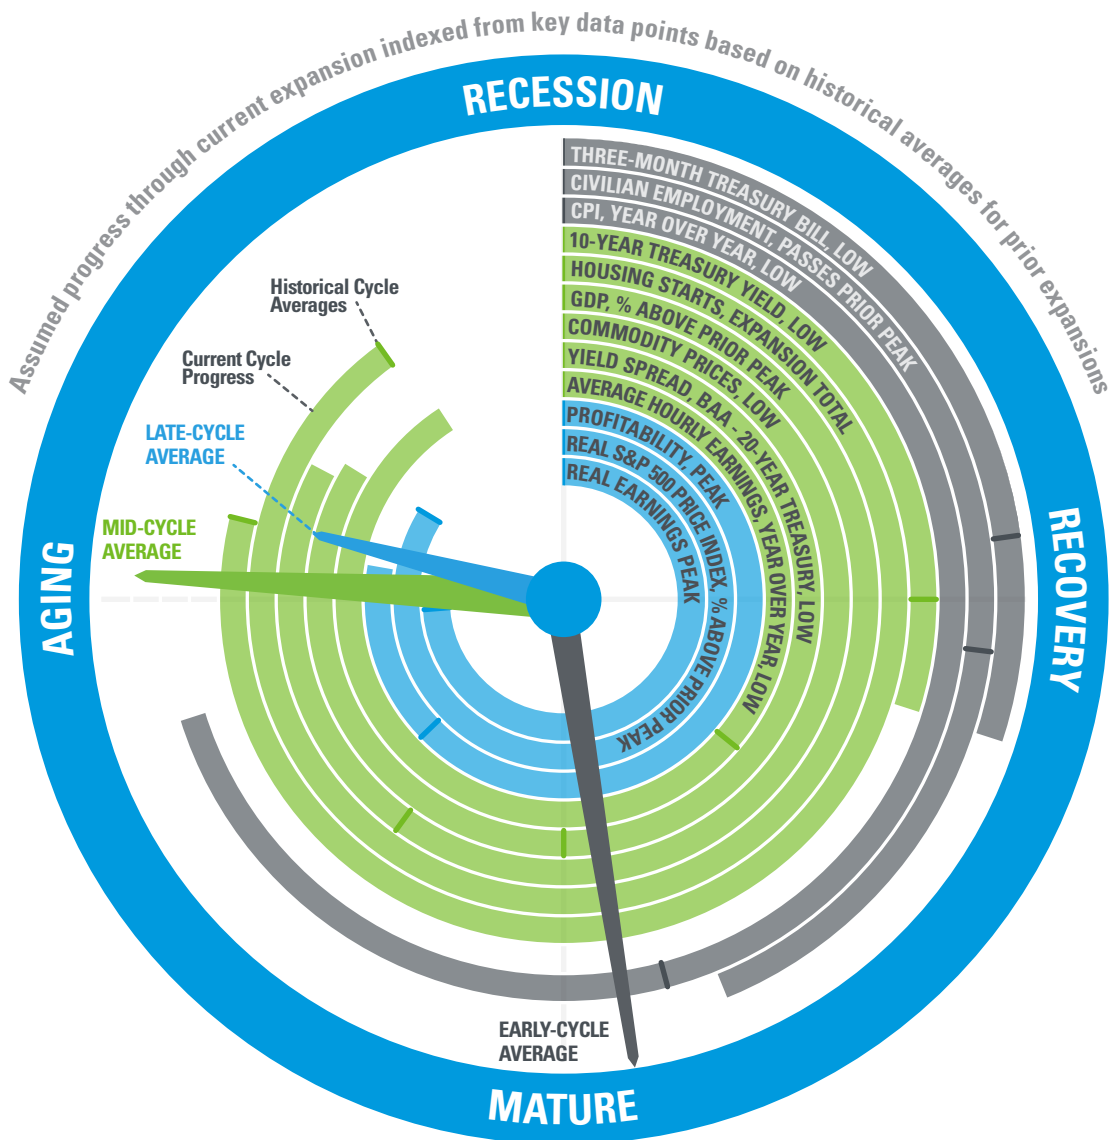 Assumed progress through current expansion indexed from key data points based on historical averages for prior expansions
RECESSION
THREE-MONTH TREASURY BILL, LOW
CIVILIAN EMPLOYMENT, PASSES PRIOR PEAK
CPI, YEAR OVER YEAR, LOW
10-YEAR TREASURY YIELD, LOW
HOUSING STARTS, EXPANSION TOTAL
GDP, % ABOVE PRIOR PEAK
COMMODITY PRICES, LOW
YIELD SPREAD, BAA - 20-YEAR TREASURY, LOW
AVERAGE HOURLY EARNINGS, YEAR OVER YEAR, LOW
PROFITABILITY, PEAK
REAL S&P 500 PRICE INDEX, % ABOVE PRIOR PEAK
REAL EARNINGS PEAK
Historical Cycle
Averages
Current Cycle
Progress
LATE-CYCLE
AVERAGE
MID-CYCLE
AVERAGE
AGING
RECOVERY
EARLY-CYCLE
AVERAGE
MATURE